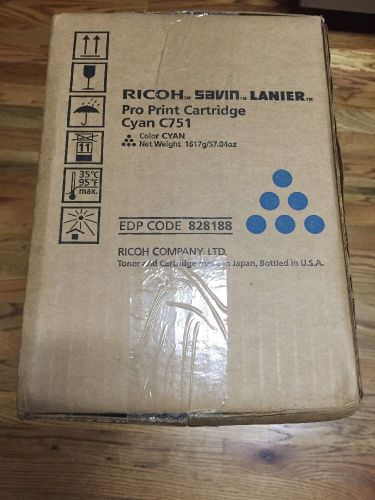 RICOH™ savin™ LANIER™
Pro Print Cartridge
Cyan C751
Color CYAN
Net Weight 1617g/57.04oz
11
35°C
95°F
max.
EDP CODE 828188
RICOH COMPANY, LTD.
Toner and Cartridge made in Japan, Bottled in U.S.A.